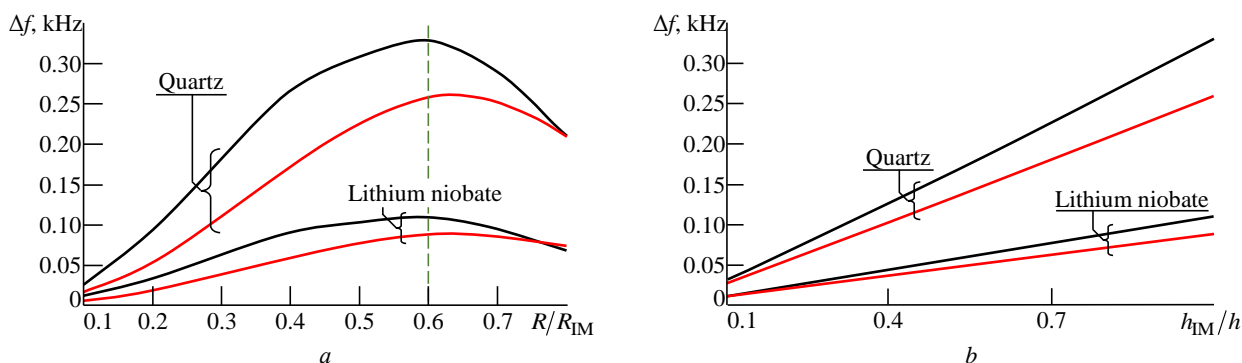 Δf, kHz
0.30
0.25
0.20
0.15
0.10
0.05
0
Quartz
Lithium niobate
0.1 0.2 0.3 0.4 0.5 0.6 0.7 R/R_IM
a
Δf, kHz
0.30
0.25
0.20
0.15
0.10
0.05
0
Quartz
Lithium niobate
0.1 0.4 0.7 h_IM/h
b